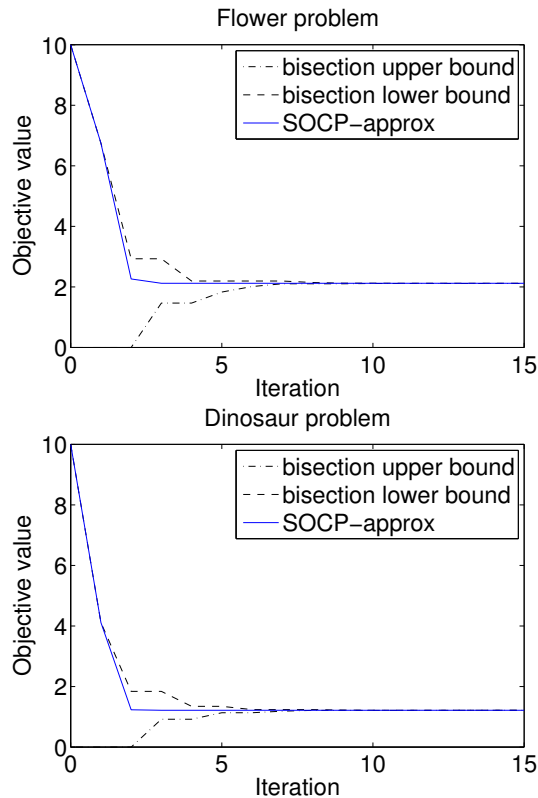 Flower problem
10
8
6
4
2
0
Objective value
bisection upper bound
bisection lower bound
SOCP−approx
0 5 10 15
Iteration
Dinosaur problem
10
8
6
4
2
0
Objective value
bisection upper bound
bisection lower bound
SOCP−approx
0 5 10 15
Iteration